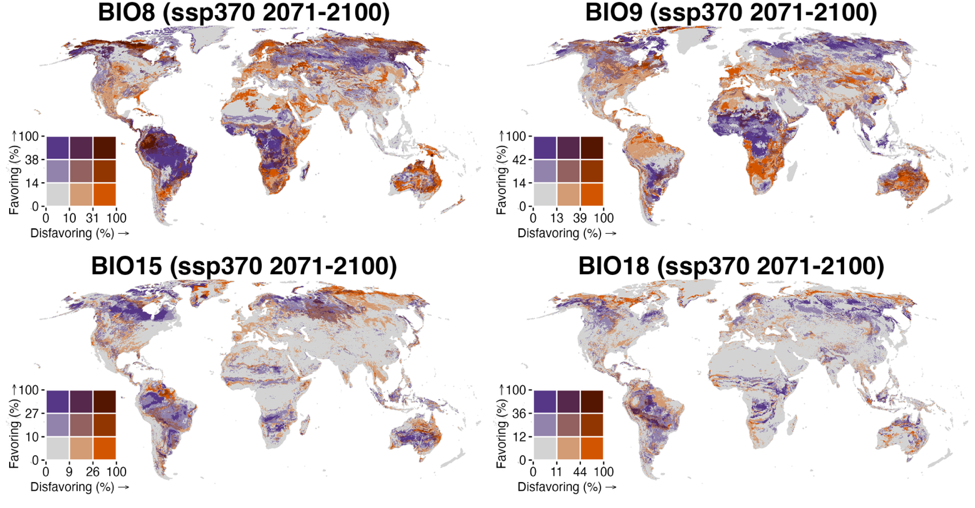 BIO8 (ssp370 2071-2100)
BIO9 (ssp370 2071-2100)
Favoring (%) →
100
38
14
0
0 10 31 100
Disfavoring (%) →
Favoring (%) →
100
42
14
0
0 13 39 100
Disfavoring (%) →
BIO15 (ssp370 2071-2100)
BIO18 (ssp370 2071-2100)
Favoring (%) →
100
27
10
0
0 9 26 100
Disfavoring (%) →
Favoring (%) →
100
36
12
0
0 11 44 100
Disfavoring (%) →